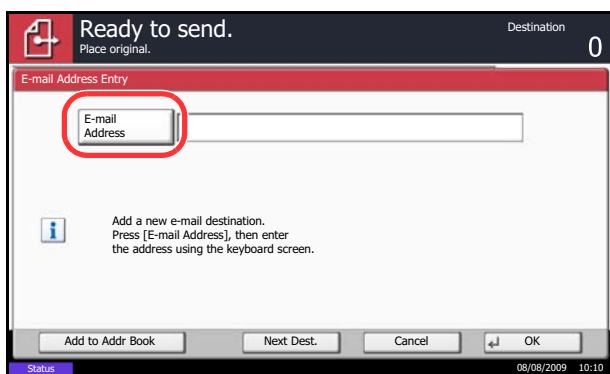 Ready to send.
Place original.
Destination
0
E-mail Address Entry
E-mail
Address
Add a new e-mail destination.
Press [E-mail Address], then enter
the address using the keyboard screen.
Add to Addr Book
Next Dest.
Cancel
OK
Status
08/08/2009 10:10